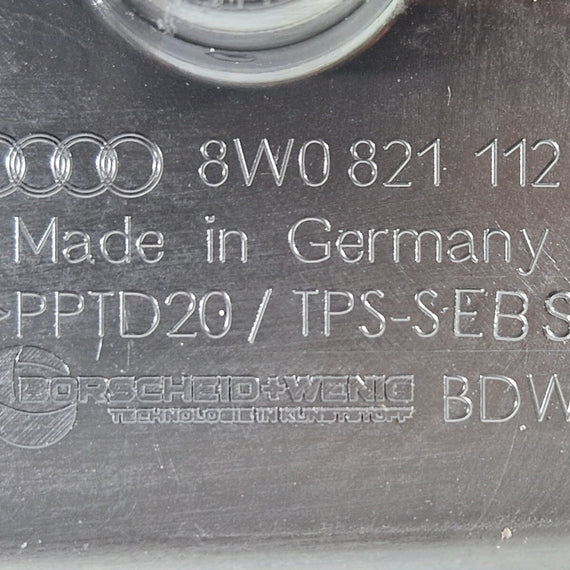 8W0 821 112
Made in Germany
>PPTD20 / TPS-SEBS
BORSCHEID+WENIG BDW
TECHNOLOGIE IN KUNSTSTOFF